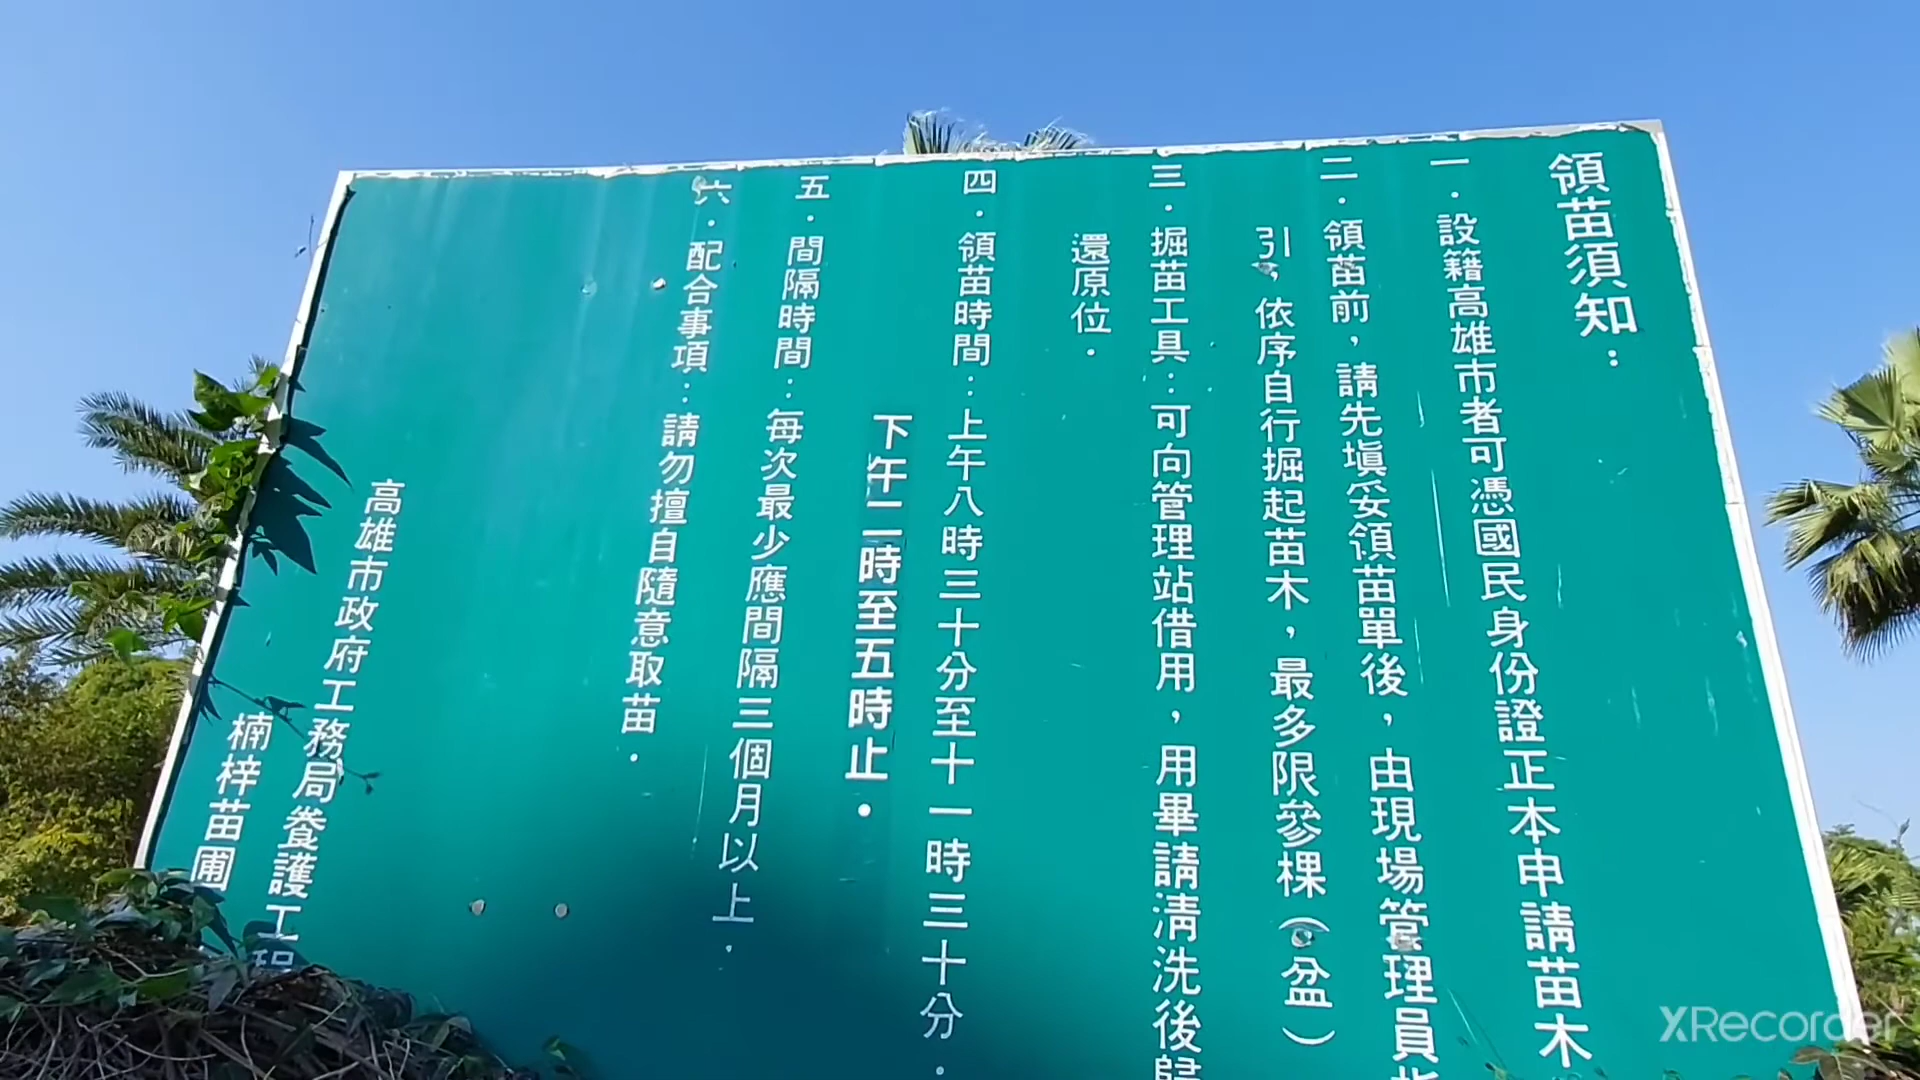 領苗須知：
一．設籍高雄市者可憑國民身份證正本申請苗木
二．領苗前，請先填妥領苗單後，由現場管理員指
引，依序自行掘起苗木，最多限參棵（盆）
三．掘苗工具：可向管理站借用，用畢請清洗後歸
還原位．
四．領苗時間：上午八時三十分至十一時三十分．
下午二時至五時止．
五．間隔時間：每次最少應間隔三個月以上．
六．配合事項：請勿擅自隨意取苗．
高雄市政府工務局養護工程
楠梓苗圃
XRecorder